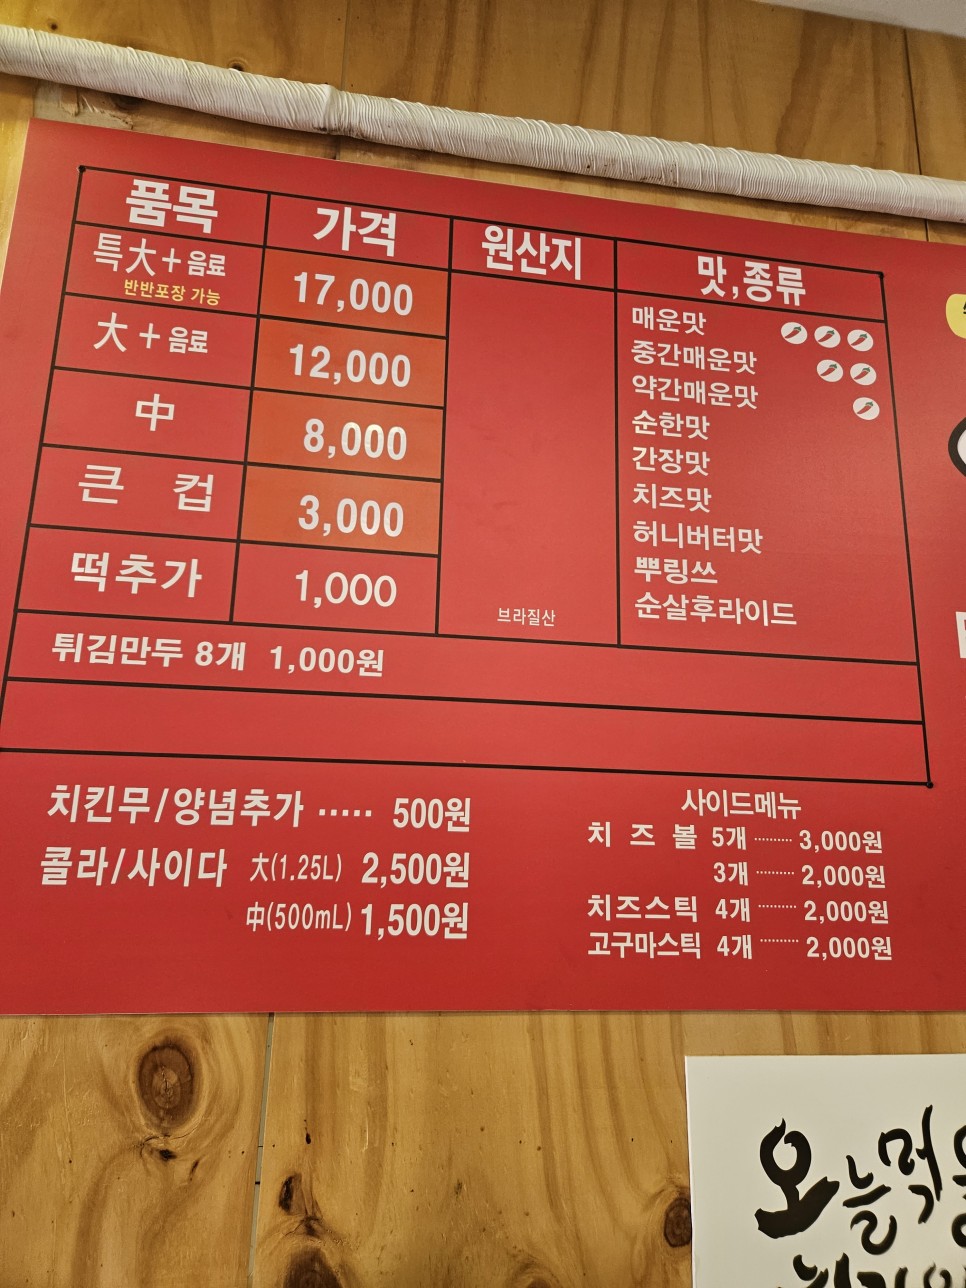 품목 가격 원산지 맛,종류
특大+음료 17,000
반반포장 가능
大+음료 12,000
中 8,000
큰 컵 3,000
떡추가 1,000
브라질산
매운맛
중간매운맛
약간매운맛
순한맛
간장맛
치즈맛
허니버터맛
뿌링쓰
순살후라이드
튀김만두 8개 1,000원
치킨무/양념추가 ····· 500원
콜라/사이다 大(1.25L) 2,500원
中(500mL) 1,500원
사이드메뉴
치 즈 볼 5개 ·········· 3,000원
3개 ·········· 2,000원
치즈스틱 4개 ·········· 2,000원
고구마스틱 4개 ·········· 2,000원
오늘먹을